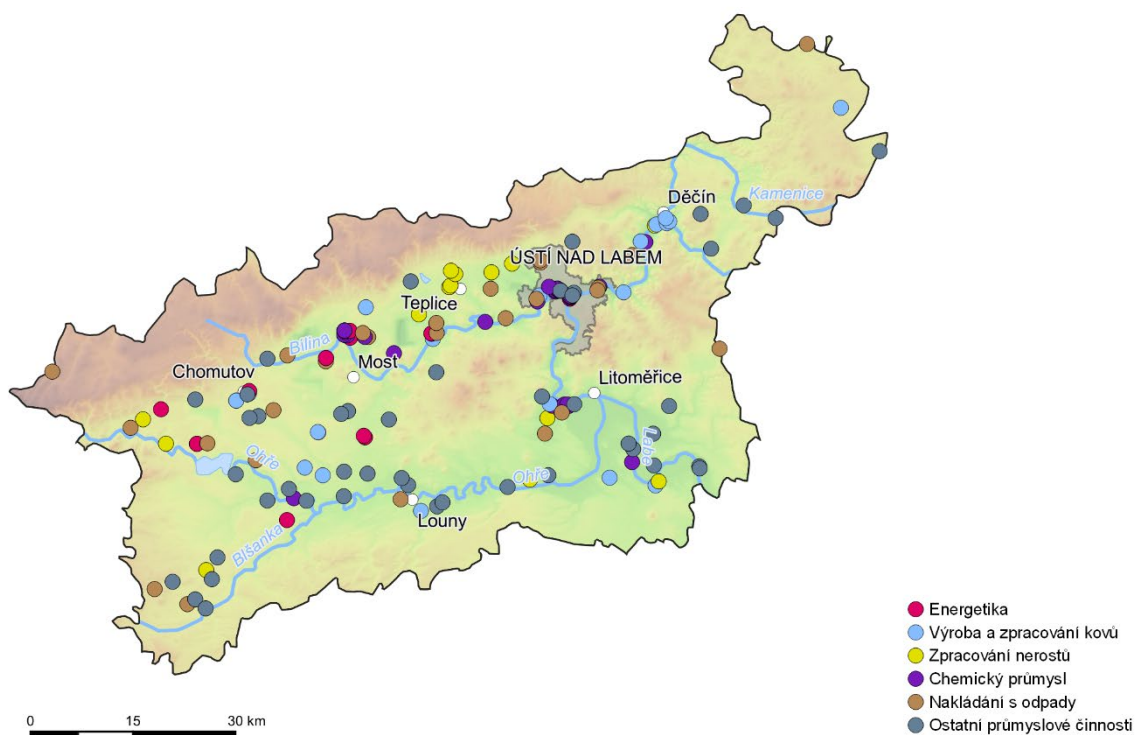 Děčín
Kamenice
ÚSTÍ NAD LABEM
Teplice
Bílina
Most
Chomutov
Litoměřice
Labe
Ohře
Ohře
Louny
Blšanka
Energetika
Výroba a zpracování kovů
Zpracování nerostů
Chemický průmysl
Nakládání s odpady
Ostatní průmyslové činnosti
0 15 30 km